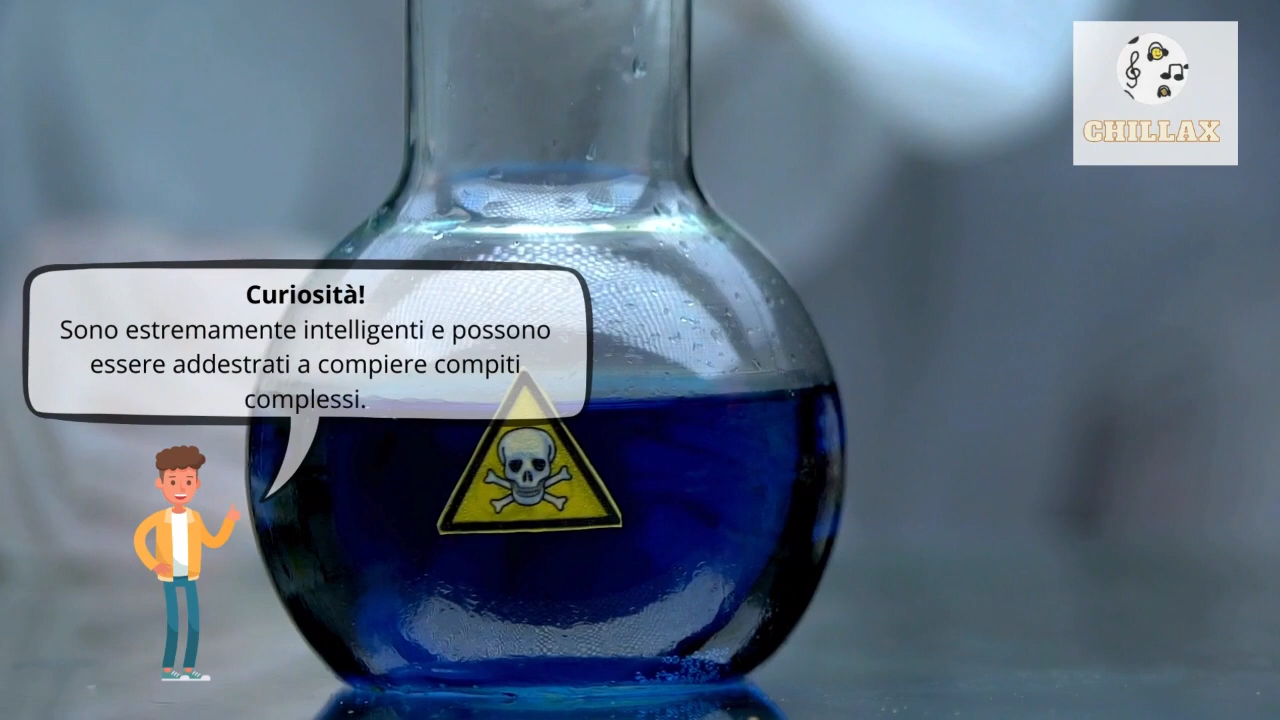 CHILLAX
Curiosità!
Sono estremamente intelligenti e possono
essere addestrati a compiere compiti
complessi.